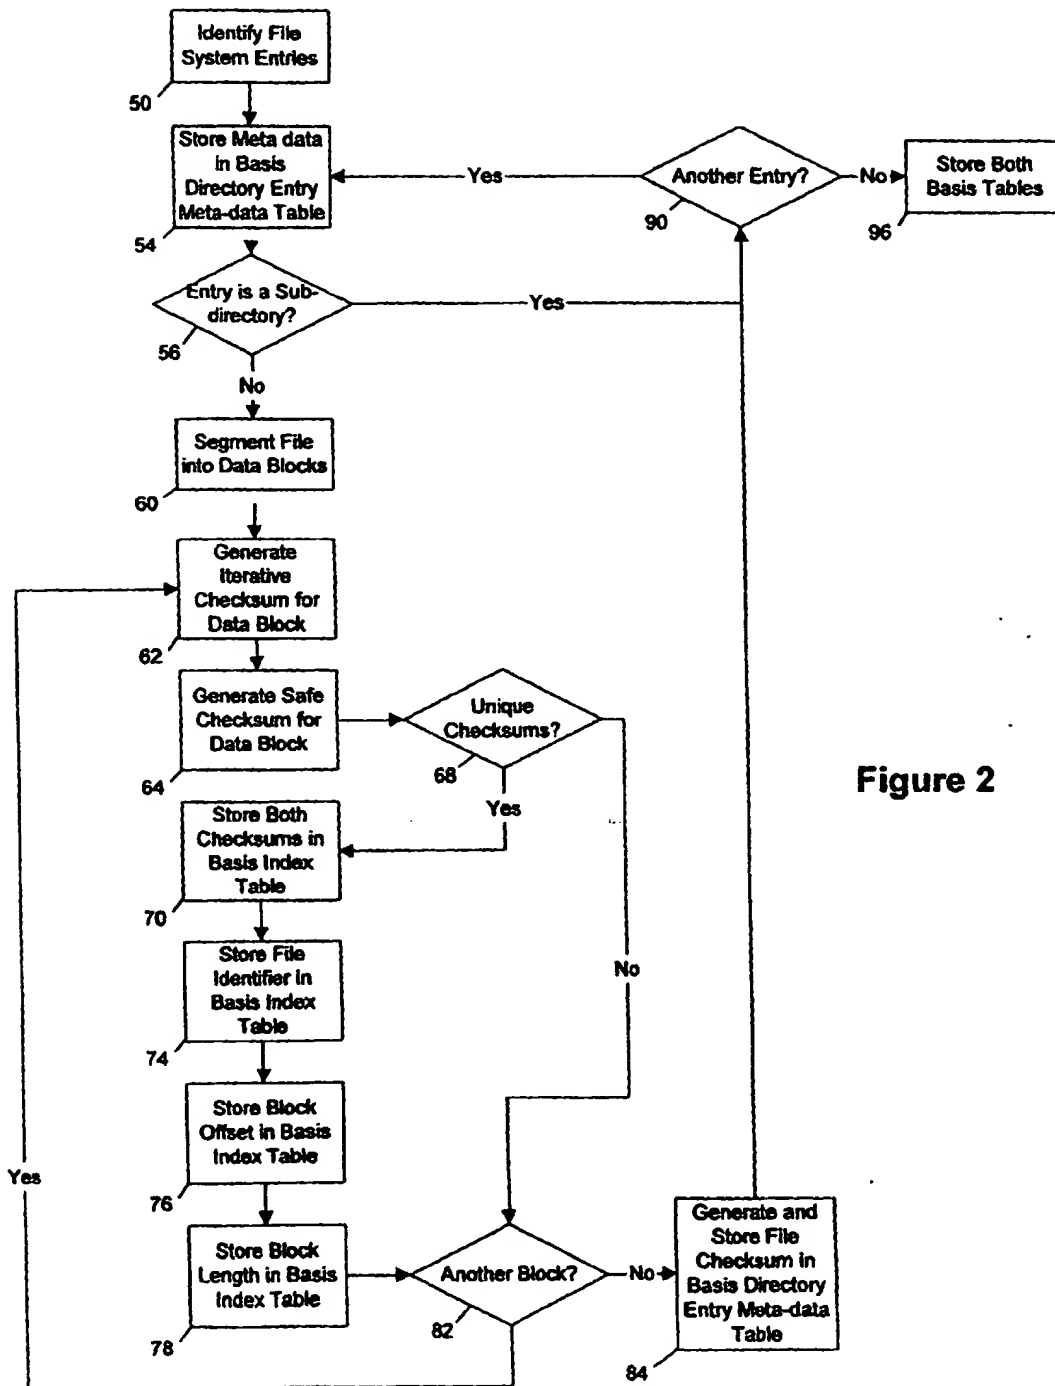 Identify File
System Entries
50
Store Meta data
in Basis
Directory Entry
Meta-data Table
54
Yes
Another Entry?
90
No
Store Both
Basis Tables
96
Entry is a Sub-
directory?
56
Yes
No
Segment File
into Data Blocks
60
Generate
Iterative
Checksum for
Data Block
62
Generate Safe
Checksum for
Data Block
64
Unique
Checksums?
68
Yes
No
Figure 2
Store Both
Checksums in
Basis Index
Table
70
Store File
Identifier in
Basis Index
Table
74
Store Block
Offset in Basis
Index Table
76
Yes
Store Block
Length in Basis
Index Table
78
Another Block?
82
No
Generate and
Store File
Checksum in
Basis Directory
Entry Meta-data
Table
84